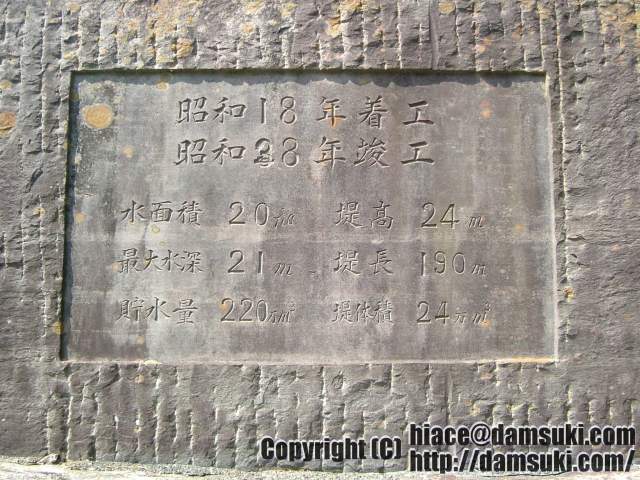 昭和18年着工
昭和38年竣工
水面積 20ha 堤高 24m
最大水深 21m 堤長 190m
貯水量 220万m³ 堤体積 24万m³
Copyright (C) hiace@damsuki.com
http://damsuki.com/